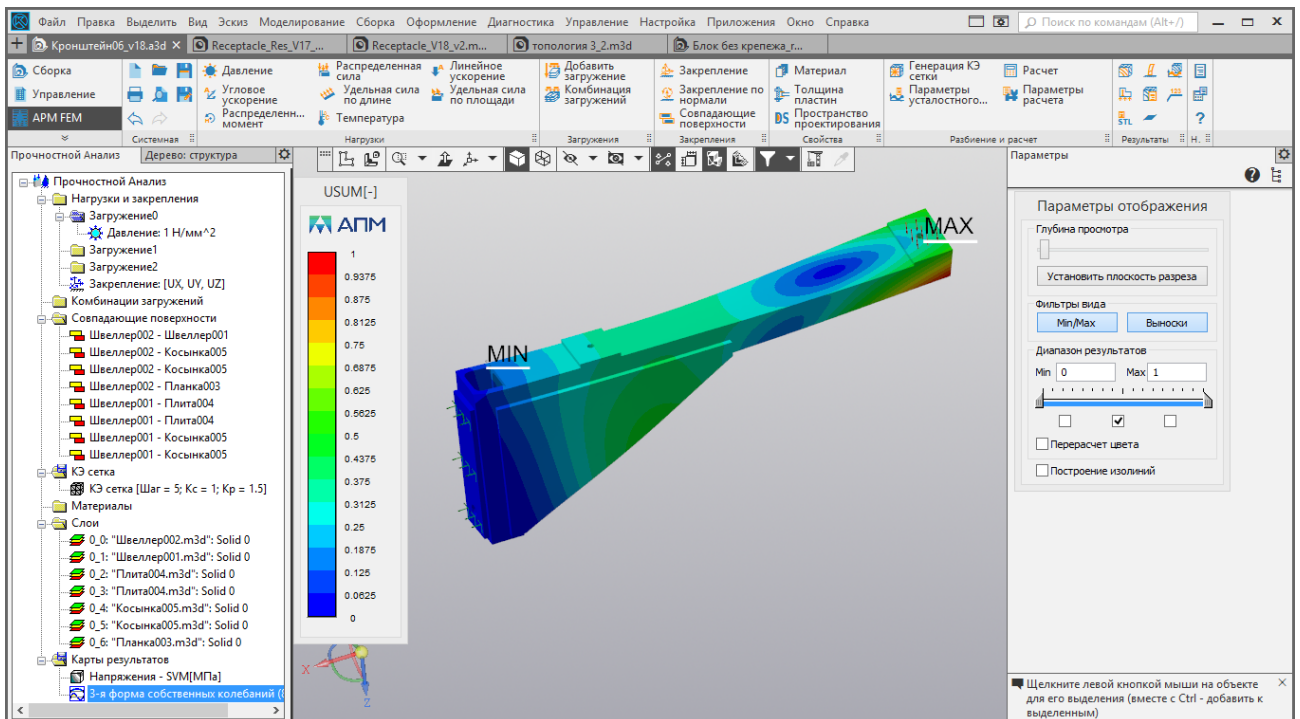 Файл Правка Выделить Вид Эскиз Моделирование Сборка Оформление Диагностика Управление Настройка Приложения Окно Справка
Поиск по командам (Alt+/)
Кронштейн06_v18.a3d
Receptacle_Res_V17_...
Receptacle_V18_v2.m...
топология 3_2.m3d
Блок без крепежа_г...
Сборка
Управление
APM FEM
Системная
Давление
Угловое ускорение
Распределенн... момент
Распределенная сила
Удельная сила по длине
Температура
Линейное ускорение
Удельная сила по площади
Нагрузки
Добавить загружение
Комбинация загружений
Загружения
Закрепление
Закрепление по нормали
Совпадающие поверхности
Закрепления
Материал
Толщина пластин
DS Пространство проектирования
Свойства
Генерация КЭ сетки
Параметры усталостного...
Расчет
Параметры расчета
Разбиение и расчет
STL
Результаты
Н.
Прочностной Анализ
Дерево: структура
Прочностной Анализ
Нагрузки и закрепления
Загружение0
Давление: 1 Н/мм^2
Загружение1
Загружение2
Закрепление: [UX, UY, UZ]
Комбинации загружений
Совпадающие поверхности
Швеллер002 - Швеллер001
Швеллер002 - Косынка005
Швеллер002 - Косынка005
Швеллер002 - Планка003
Швеллер001 - Плита004
Швеллер001 - Плита004
Швеллер001 - Косынка005
Швеллер001 - Косынка005
КЭ сетка
КЭ сетка [Шаг = 5; Кс = 1; Кр = 1.5]
Материалы
Слои
0_0: "Швеллер002.m3d": Solid 0
0_1: "Швеллер001.m3d": Solid 0
0_2: "Плита004.m3d": Solid 0
0_3: "Плита004.m3d": Solid 0
0_4: "Косынка005.m3d": Solid 0
0_5: "Косынка005.m3d": Solid 0
0_6: "Планка003.m3d": Solid 0
Карты результатов
Напряжения - SVM[МПа]
3-я форма собственных колебаний (
USUM[-]
АПМ
1
0.9375
0.875
0.8125
0.75
0.6875
0.625
0.5625
0.5
0.4375
0.375
0.3125
0.25
0.1875
0.125
0.0625
0
MIN
MAX
X
Z
Параметры
Параметры отображения
Глубина просмотра
Установить плоскость разреза
Фильтры вида
Min/Max
Выноски
Диапазон результатов
Min 0 Max 1
Перерасчет цвета
Построение изолиний
Щелкните левой кнопкой мыши на объекте
для его выделения (вместе с Ctrl - добавить к
выделенным)